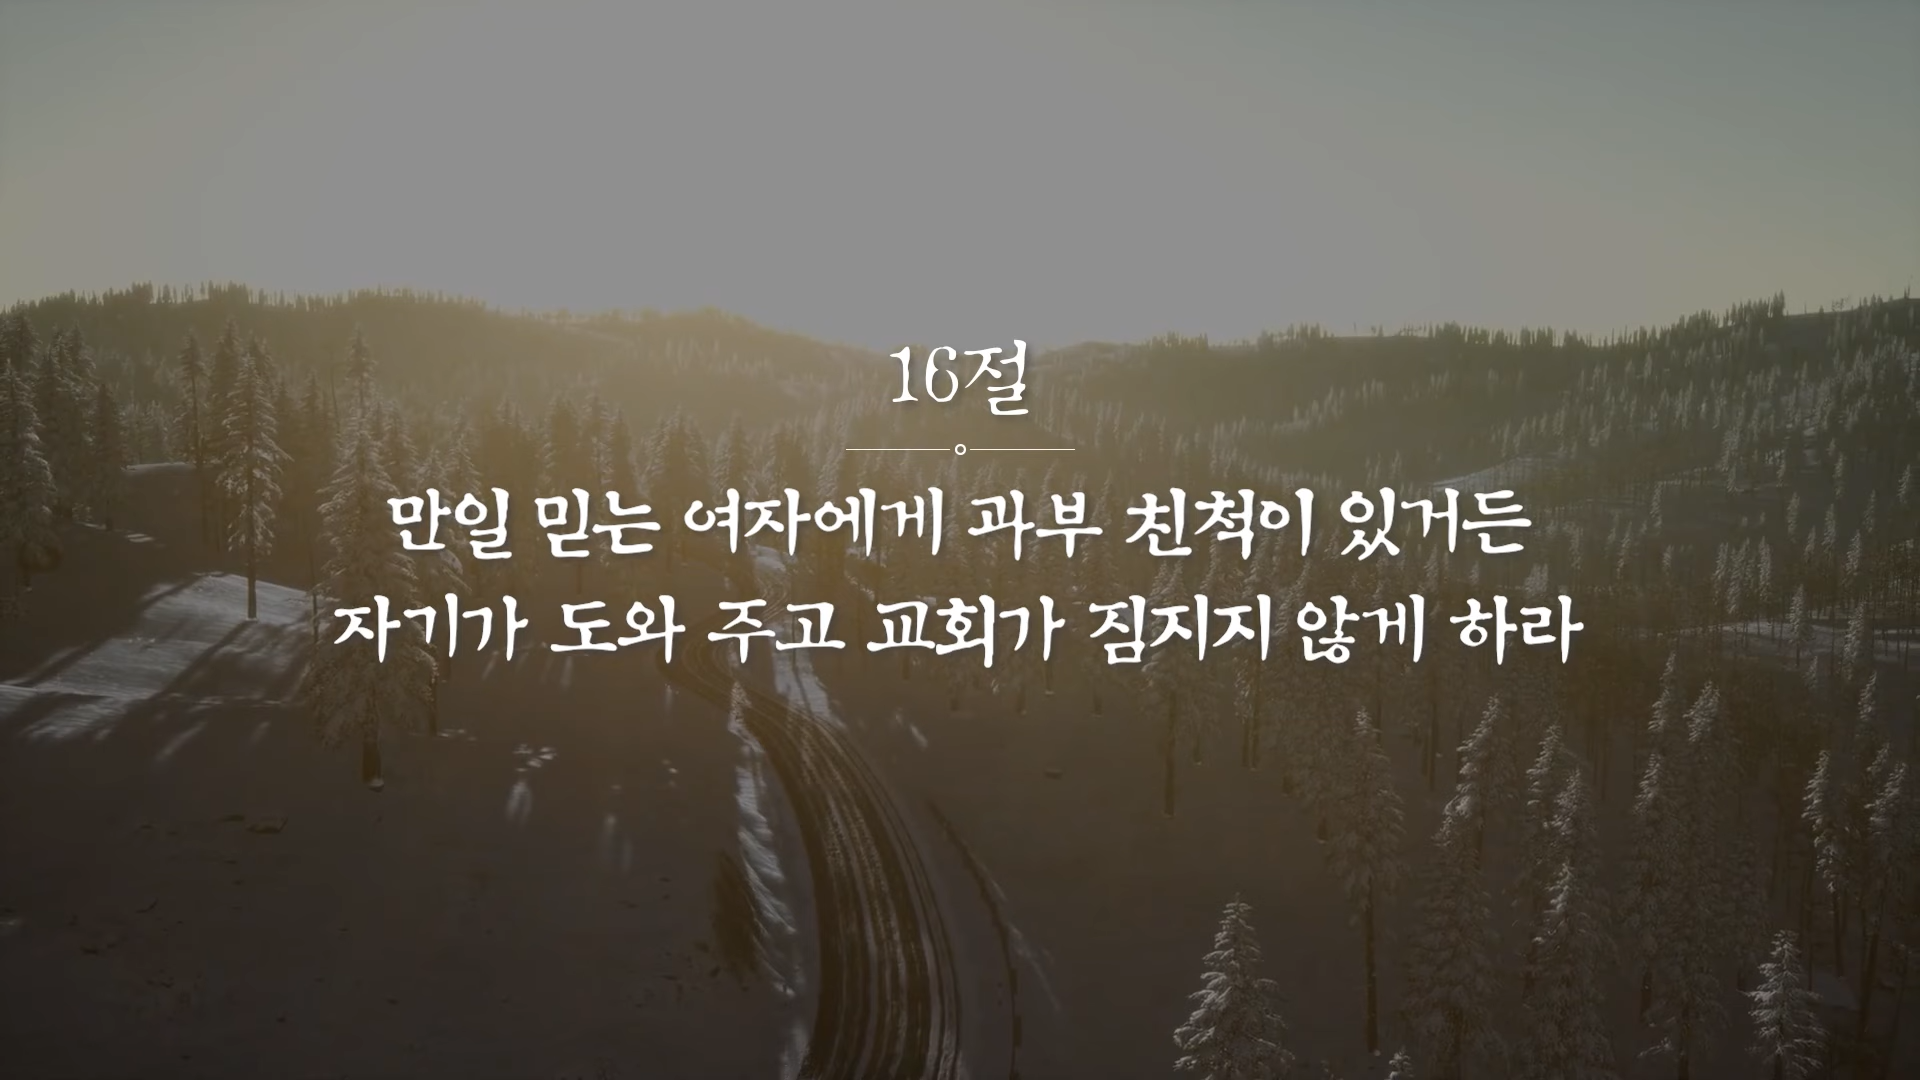 16절
만일 믿는 여자에게 과부 친척이 있거든
자기가 도와 주고 교회가 짐지지 않게 하라